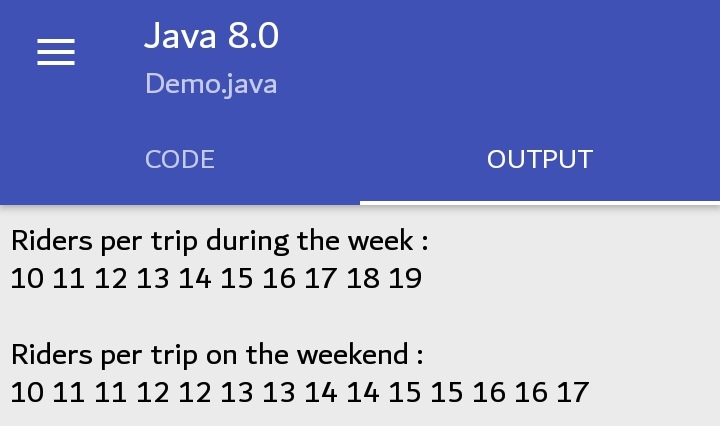 Java 8.0
Demo.java
CODE OUTPUT
Riders per trip during the week :
10 11 12 13 14 15 16 17 18 19
Riders per trip on the weekend :
10 11 11 12 12 13 13 14 14 15 15 16 16 17